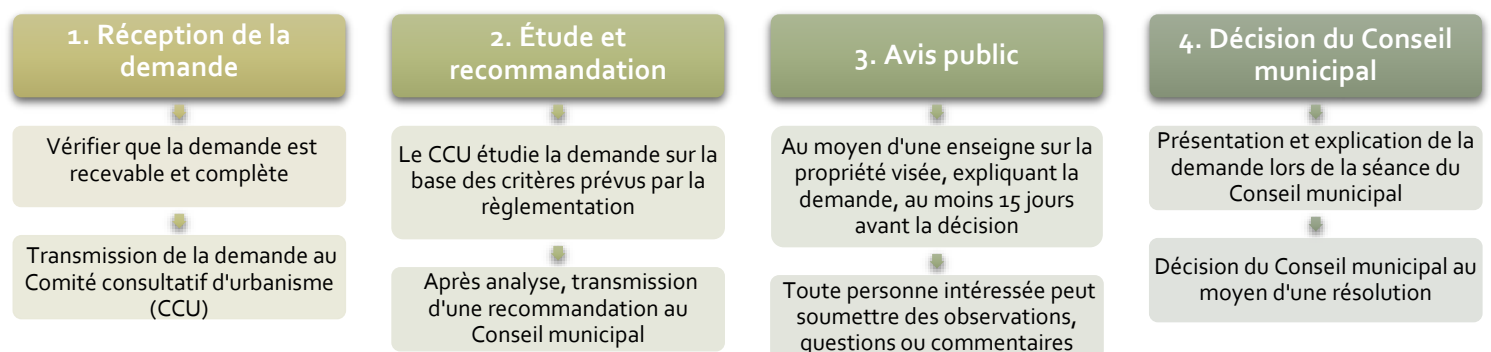 1. Réception de la
demande
Vérifier que la demande est
recevable et complète
Transmission de la demande au
Comité consultatif d'urbanisme
(CCU)
2. Étude et
recommandation
Le CCU étudie la demande sur la
base des critères prévus par la
règlementation
Après analyse, transmission
d'une recommandation au
Conseil municipal
3. Avis public
Au moyen d'une enseigne sur la
propriété visée, expliquant la
demande, au moins 15 jours
avant la décision
Toute personne intéressée peut
soumettre des observations,
questions ou commentaires
4. Décision du Conseil
municipal
Présentation et explication de la
demande lors de la séance du
Conseil municipal
Décision du Conseil municipal au
moyen d'une résolution